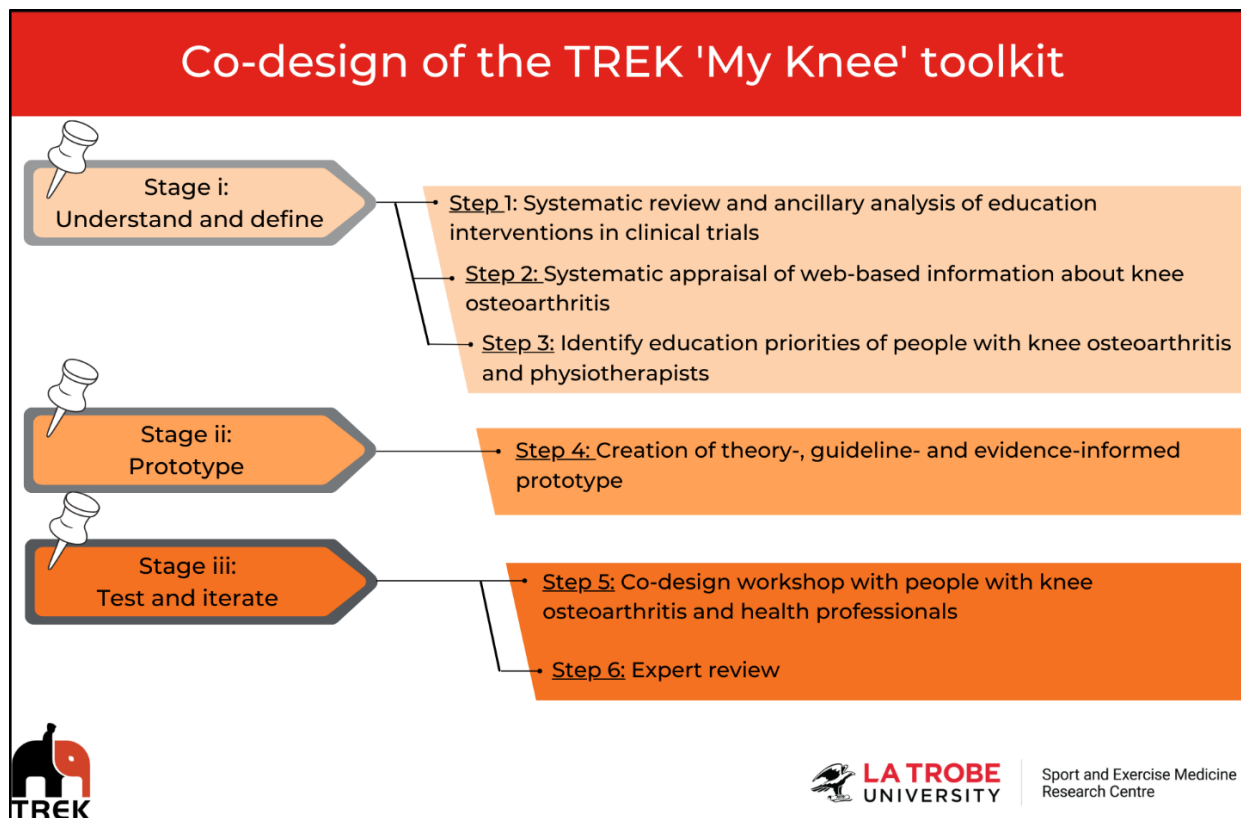 Co-design of the TREK 'My Knee' toolkit
Stage i:
Understand and define
Step 1: Systematic review and ancillary analysis of education
interventions in clinical trials
Step 2: Systematic appraisal of web-based information about knee
osteoarthritis
Step 3: Identify education priorities of people with knee osteoarthritis
and physiotherapists
Stage ii:
Prototype
Step 4: Creation of theory-, guideline- and evidence-informed
prototype
Stage iii:
Test and iterate
Step 5: Co-design workshop with people with knee
osteoarthritis and health professionals
Step 6: Expert review
TREK
LA TROBE
UNIVERSITY
Sport and Exercise Medicine
Research Centre